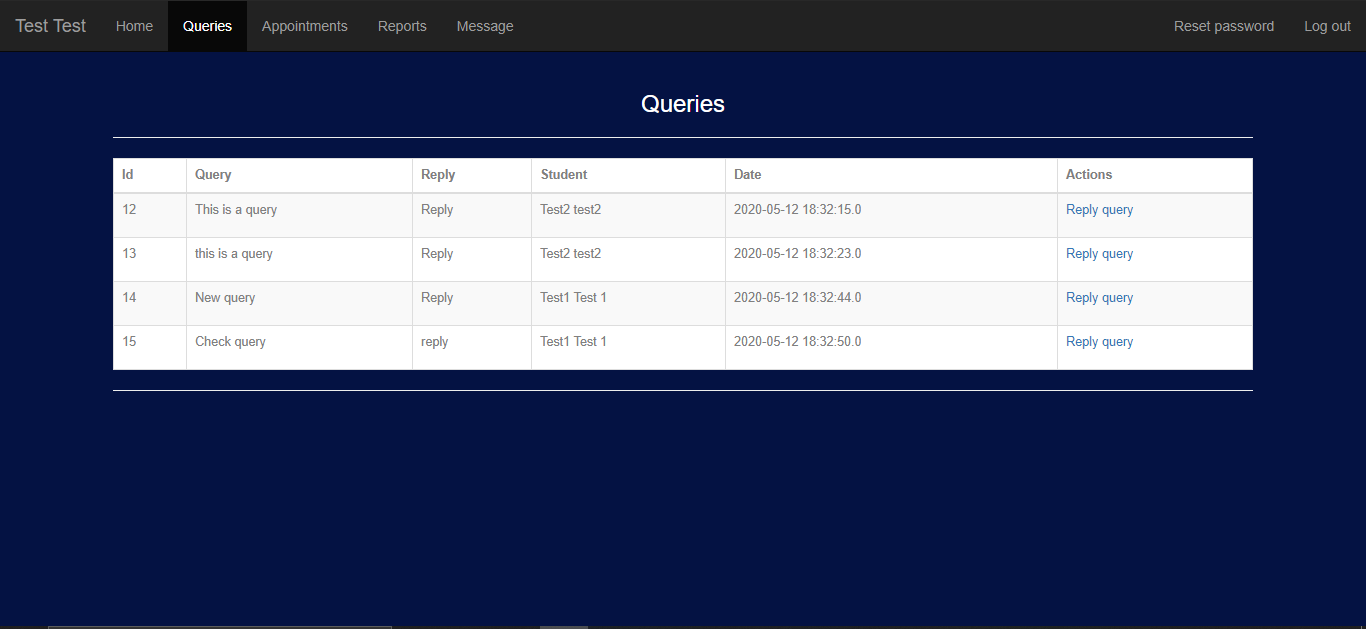 Test Test Home Queries Appointments Reports Message Reset password Log out
Queries
Id Query Reply Student Date Actions
12 This is a query Reply Test2 test2 2020-05-12 18:32:15.0 Reply query
13 this is a query Reply Test2 test2 2020-05-12 18:32:23.0 Reply query
14 New query Reply Test1 Test 1 2020-05-12 18:32:44.0 Reply query
15 Check query reply Test1 Test 1 2020-05-12 18:32:50.0 Reply query